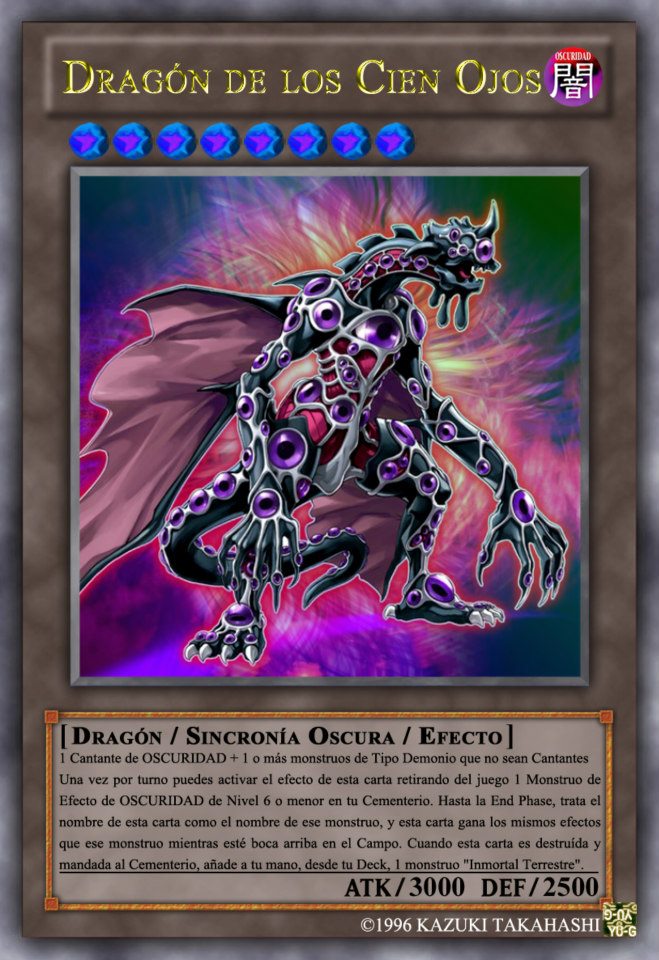 Dragón de los Cien Ojos
OSCURIDAD
闇
[Dragón / Sincronía Oscura / Efecto]
1 Cantante de OSCURIDAD + 1 o más monstruos de Tipo Demonio que no sean Cantantes
Una vez por turno puedes activar el efecto de esta carta retirando del juego 1 Monstruo de
Efecto de OSCURIDAD de Nivel 6 o menor en tu Cementerio. Hasta la End Phase, trata el
nombre de esta carta como el nombre de ese monstruo, y esta carta gana los mismos efectos
que ese monstruo mientras esté boca arriba en el Campo. Cuando esta carta es destruída y
mandada al Cementerio, añade a tu mano, desde tu Deck, 1 monstruo "Inmortal Terrestre".
ATK/3000 DEF/2500
©1996 KAZUKI TAKAHASHI
YU-G